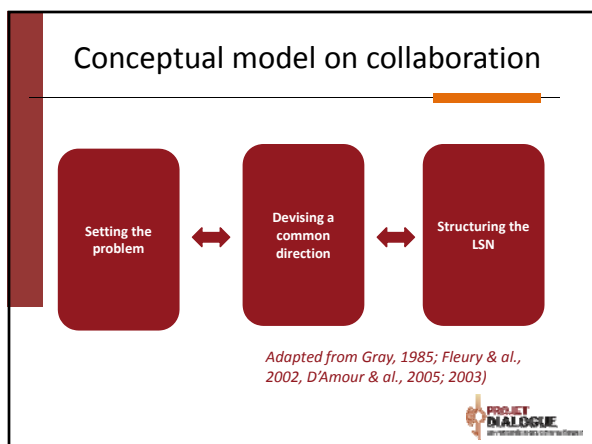 Conceptual model on collaboration
Setting the
problem
Devising a
common
direction
Structuring the
LSN
Adapted from Gray, 1985; Fleury & al.,
2002, D’Amour & al., 2005; 2003)
PROJET
DIALOGUE